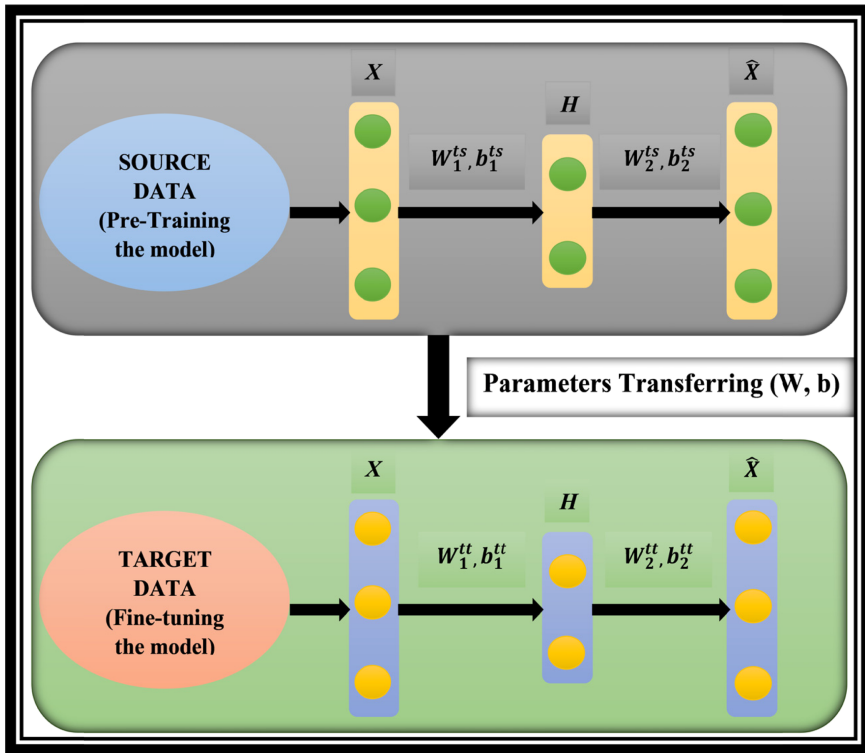 X
H
X̂
SOURCE
DATA
(Pre-Training
the model)
W₁ᵗˢ, b₁ᵗˢ
W₂ᵗˢ, b₂ᵗˢ
Parameters Transferring (W, b)
X
H
X̂
TARGET
DATA
(Fine-tuning
the model)
W₁ᵗᵗ, b₁ᵗᵗ
W₂ᵗᵗ, b₂ᵗᵗ